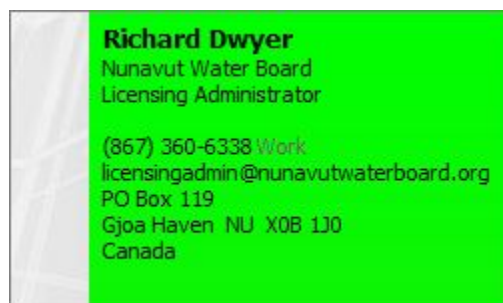 Richard Dwyer
Nunavut Water Board
Licensing Administrator
(867) 360-6338 Work
licensingadmin@nunavutwaterboard.org
PO Box 119
Gjoa Haven  NU  X0B 1J0
Canada